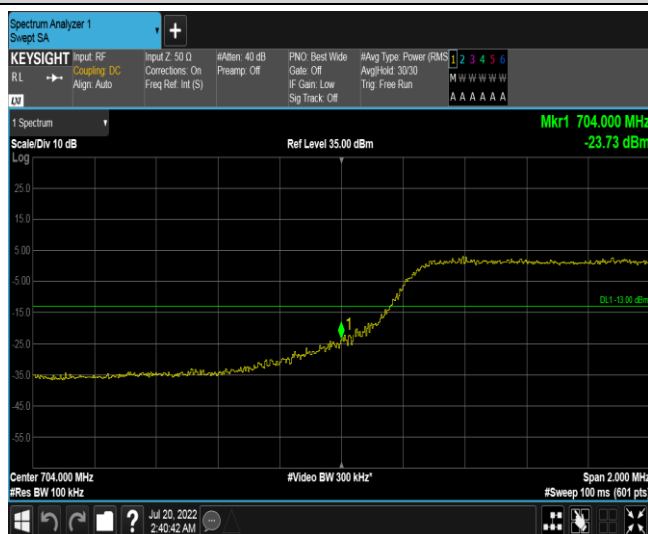 Spectrum Analyzer 1
Swept SA
+
KEYSIGHT Input: RF Input Z: 50 Ω #Atten: 40 dB PNO: Best Wide #Avg Type: Power (RMS 1 2 3 4 5 6
RL Coupling: DC Corrections: On Preamp: Off Gate: Off Avg|Hold: 30/30 M W W W W W
Align: Auto Freq Ref: Int (S) IF Gain: Low Trig: Free Run
Sig Track: Off A A A A A A
LXI
1 Spectrum Mkr1 704.000 MHz
Scale/Div 10 dB Ref Level 35.00 dBm -23.73 dBm
Log
25.0
15.0
5.00
-5.00
DL1 -13.00 dBm
-15.0
1
-25.0
-35.0
-45.0
-55.0
Center 704.000 MHz #Video BW 300 kHz* Span 2.000 MHz
#Res BW 100 kHz #Sweep 100 ms (601 pts)
? Jul 20, 2022
2:40:42 AM